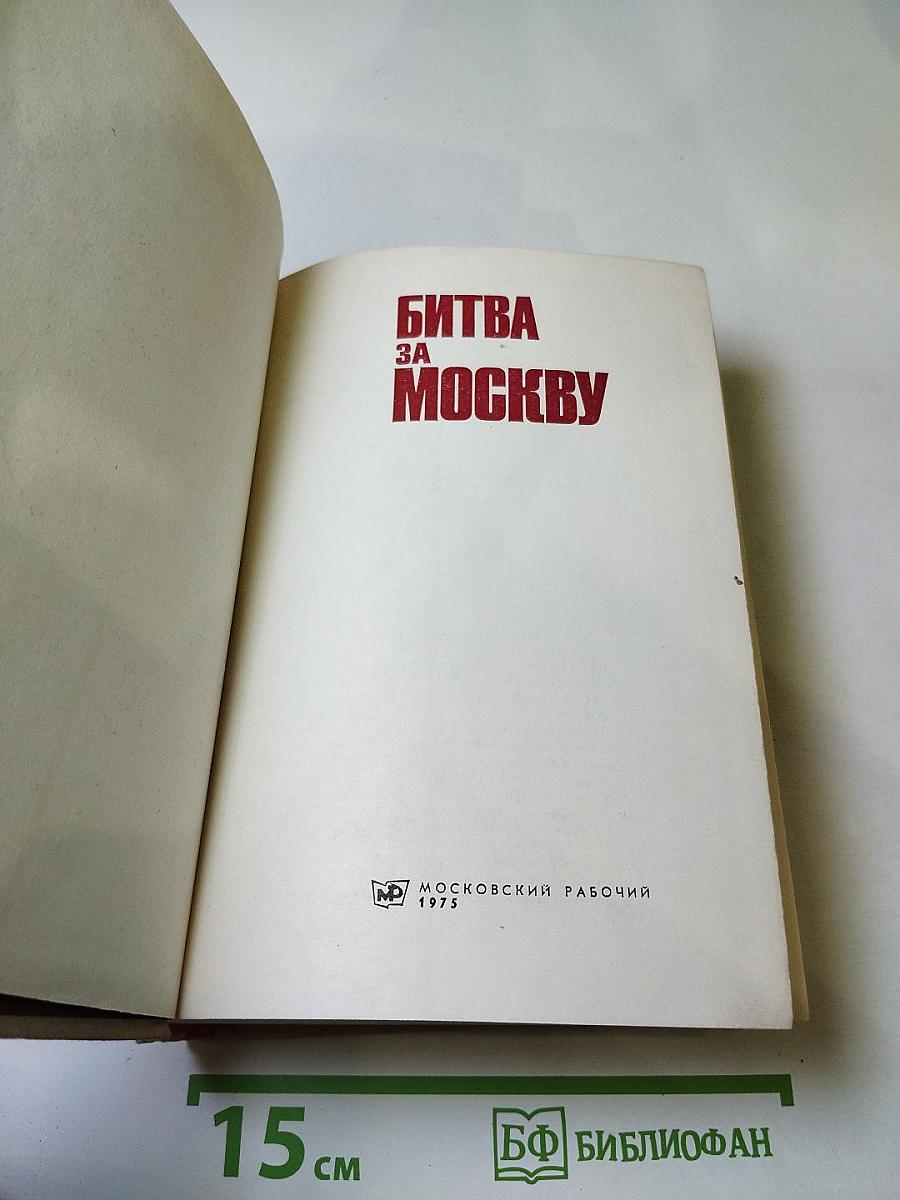 БИТВА
ЗА
МОСКВУ
МР МОСКОВСКИЙ РАБОЧИЙ
1975
15 СМ
БФ БИБЛИОФАН